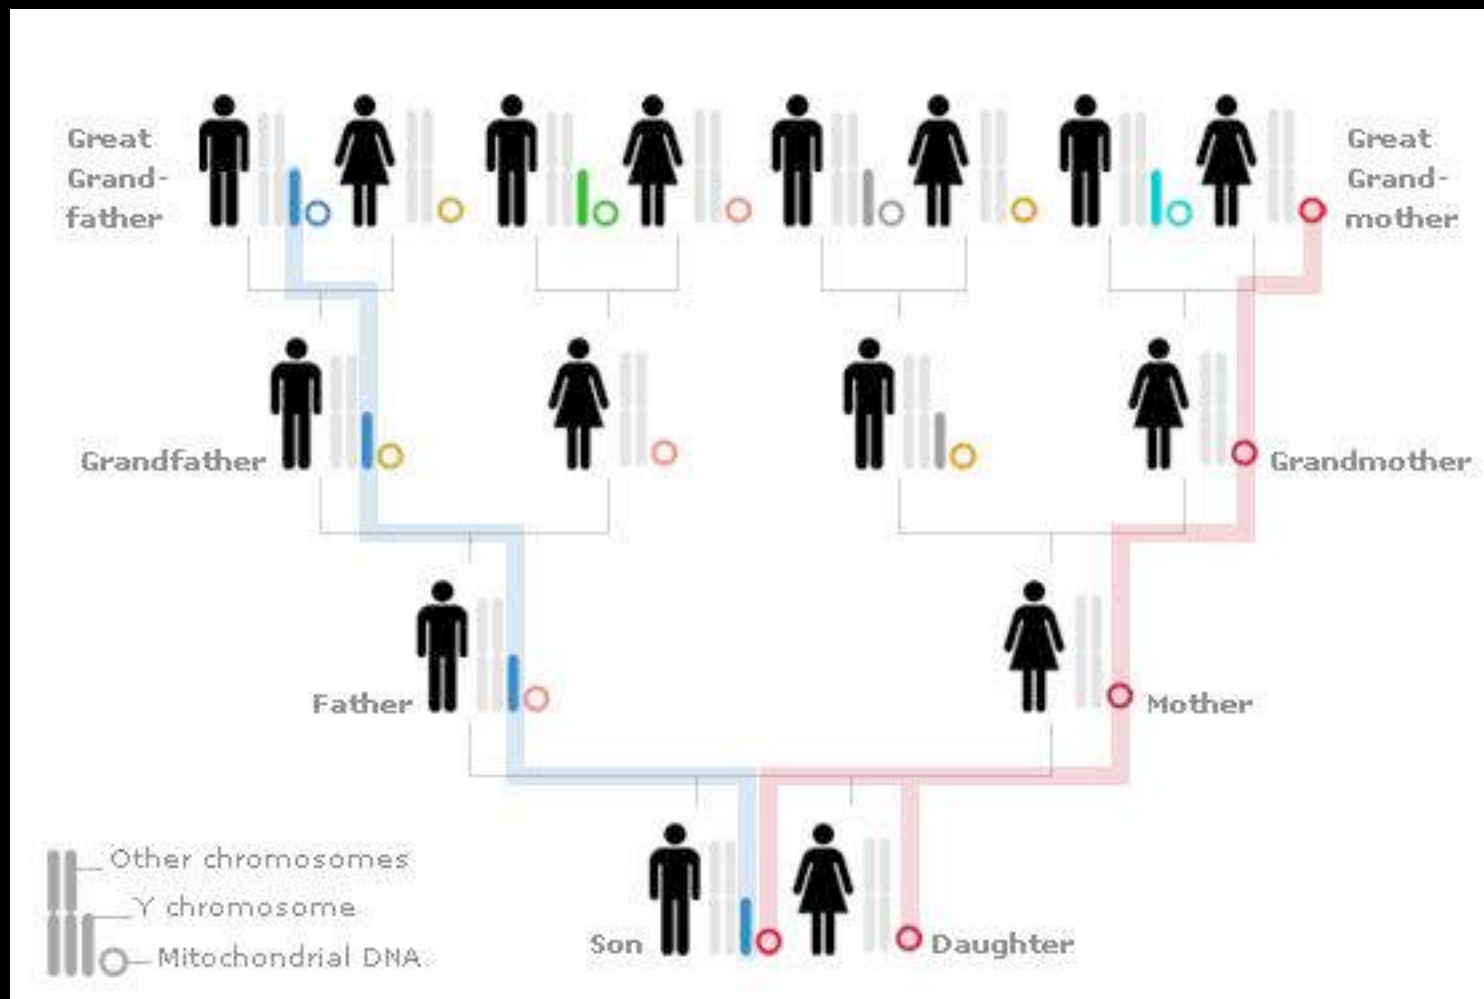 Great
Grand-
father
Great
Grand-
mother
Grandfather
Grandmother
Father
Mother
Other chromosomes
Y chromosome
Mitochondrial DNA
Son
Daughter